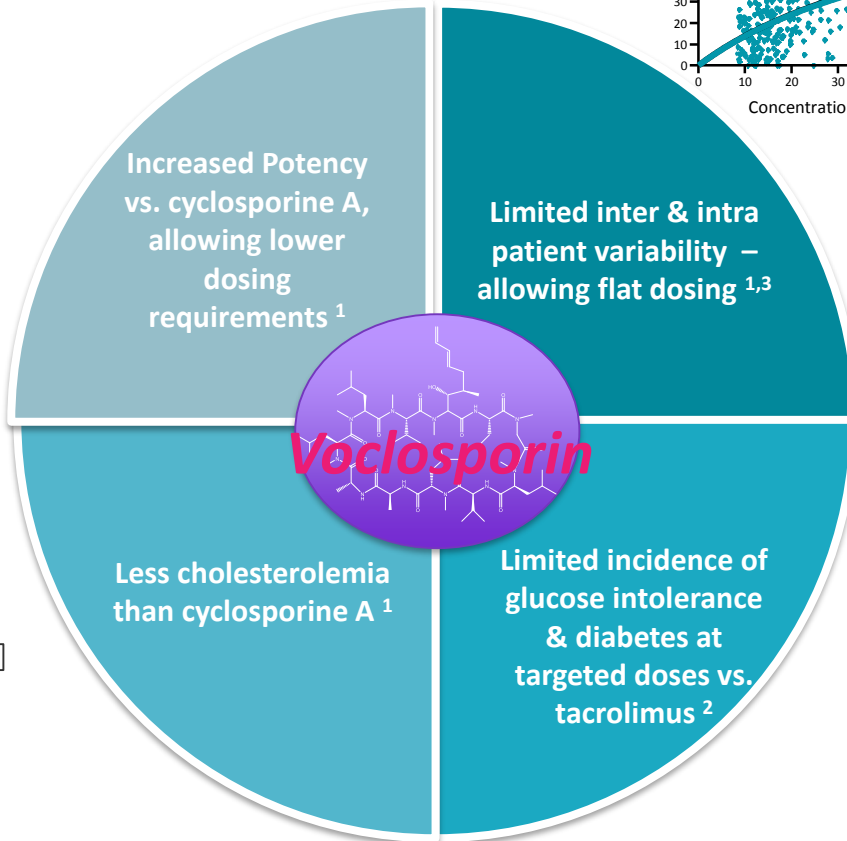 30
20
10
0
0 10 20 30
Concentratio
Increased Potency
vs. cyclosporine A,
allowing lower
dosing
requirements 1
Limited inter & intra
patient variability –
allowing flat dosing 1,3
HO
Voclosporin
Less cholesterolemia
than cyclosporine A 1
Limited incidence of
glucose intolerance
& diabetes at
targeted doses vs.
tacrolimus 2
]